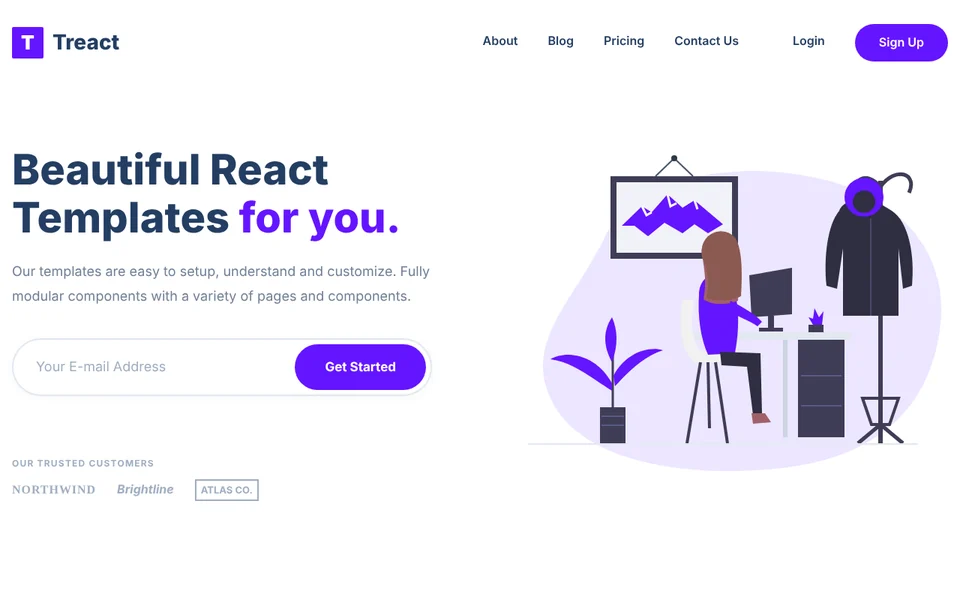 T Treact
About Blog Pricing Contact Us Login Sign Up
Beautiful React
Templates for you.
Our templates are easy to setup, understand and customize. Fully
modular components with a variety of pages and components.
Your E-mail Address Get Started
OUR TRUSTED CUSTOMERS
NORTHWIND Brightline ATLAS CO.